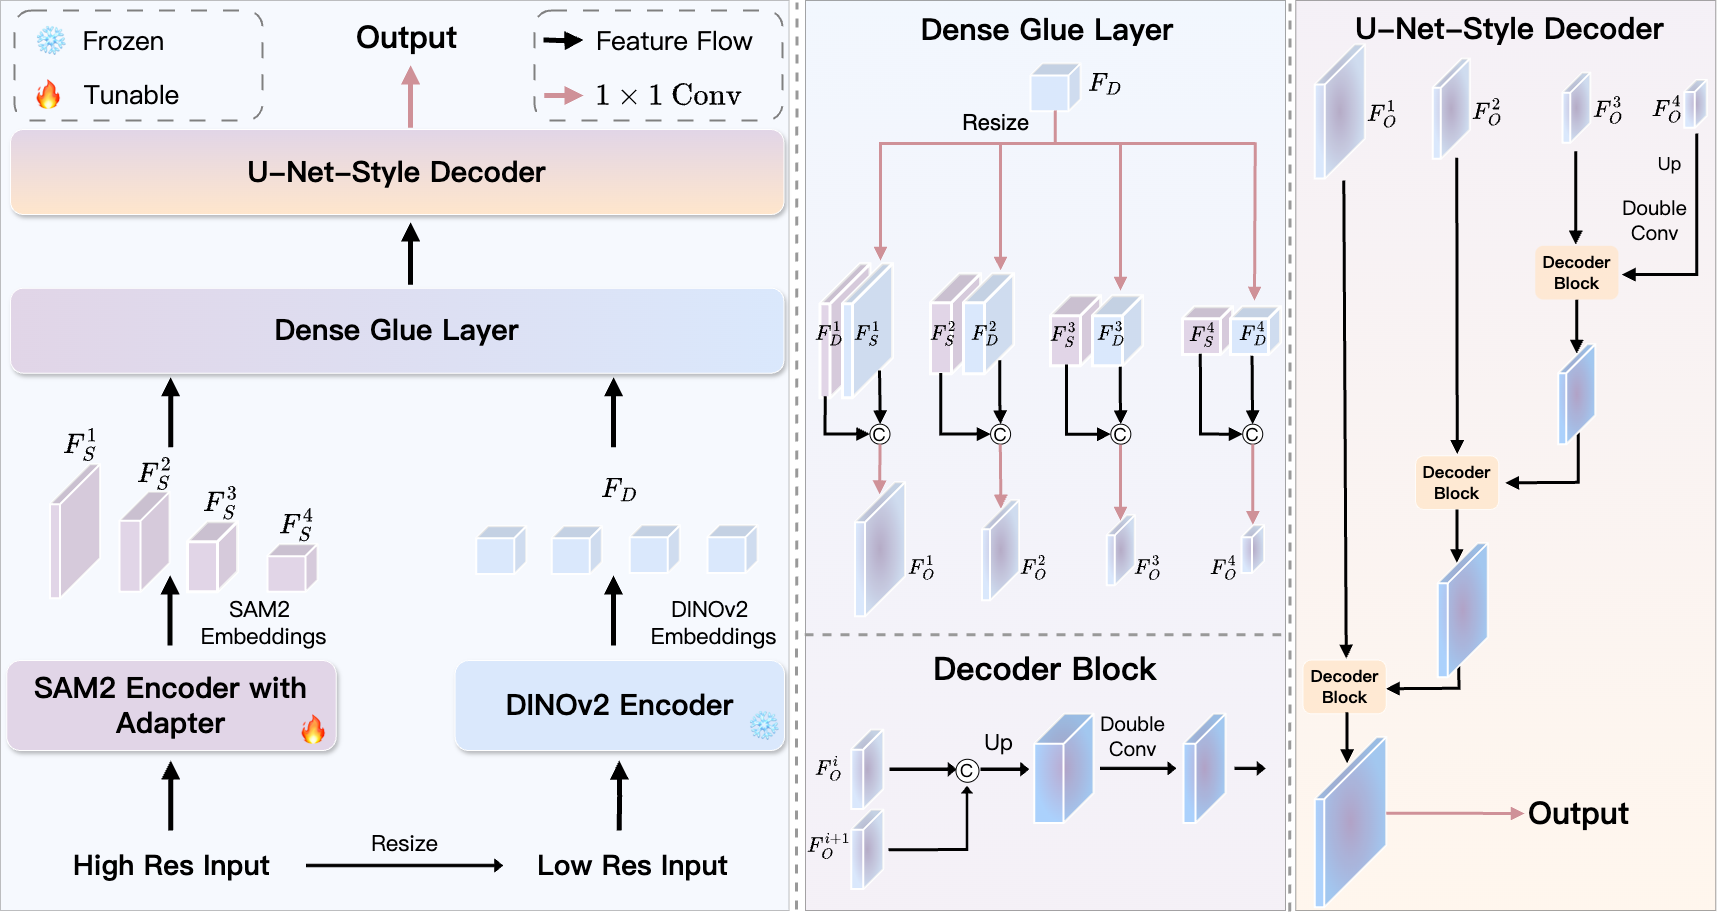 Frozen
Tunable
Output
Feature Flow
1 × 1 Conv
U-Net-Style Decoder
Dense Glue Layer
F_S^1
F_S^2
F_S^3
F_S^4
F_D
SAM2
Embeddings
DINOv2
Embeddings
SAM2 Encoder with
Adapter
DINOv2 Encoder
High Res Input
Resize
Low Res Input
Dense Glue Layer
F_D
Resize
F_D^1
F_S^1
F_S^2
F_D^2
F_S^3
F_D^3
F_S^4
F_D^4
C
C
C
C
F_O^1
F_O^2
F_O^3
F_O^4
Decoder Block
F_O^i
F_O^{i+1}
C
Up
Double
Conv
U-Net-Style Decoder
F_O^1
F_O^2
F_O^3
F_O^4
Up
Double
Conv
Decoder
Block
Decoder
Block
Decoder
Block
Output